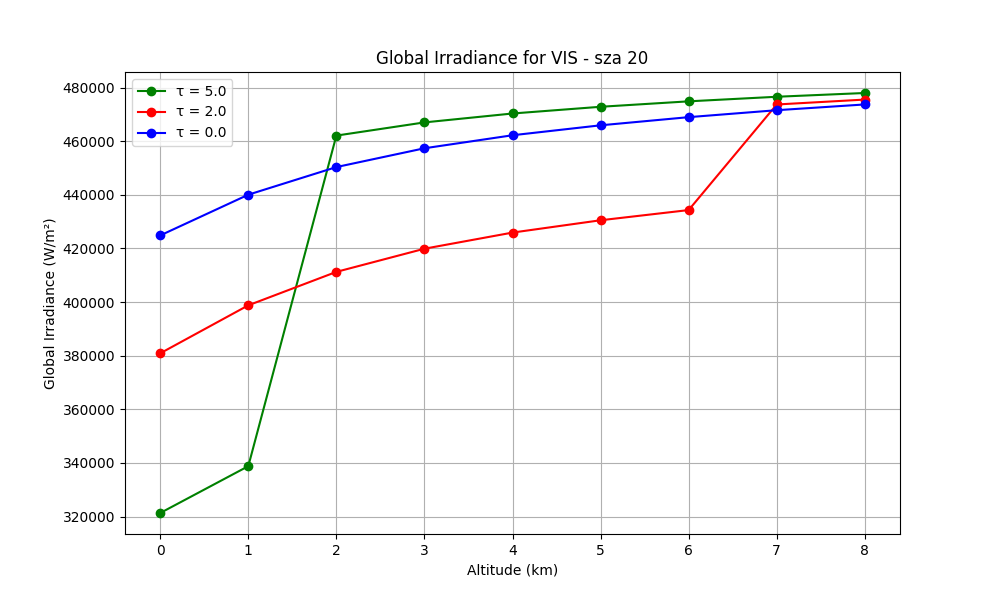 Global Irradiance for VIS - sza 20
τ = 5.0
τ = 2.0
τ = 0.0
480000
460000
440000
420000
400000
380000
360000
340000
320000
Global Irradiance (W/m²)
0 1 2 3 4 5 6 7 8
Altitude (km)